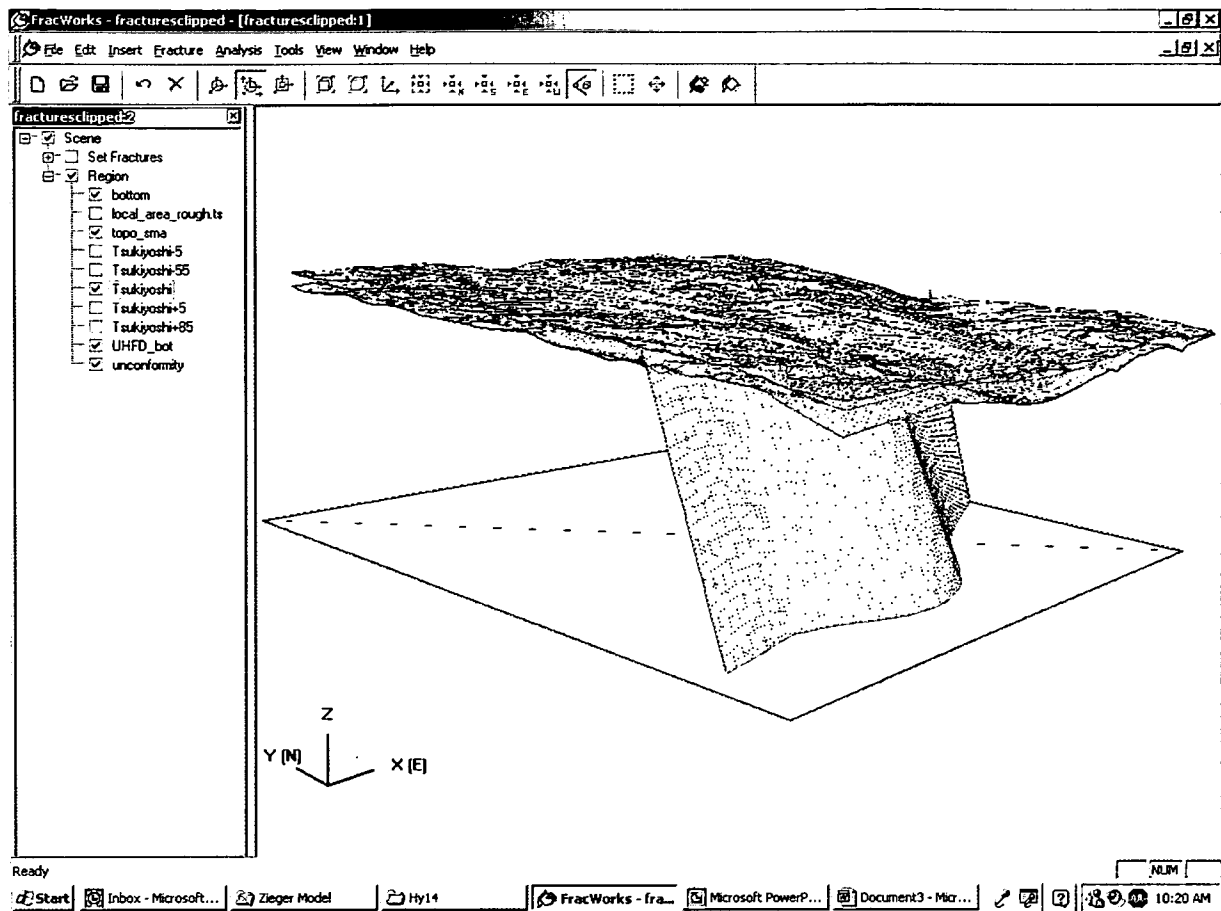 FracWorks - fracturesclipped - [fracturesclipped:1]
File Edit Insert Fracture Analysis Tools View Window Help
fracturesclipped:2
Scene
Set Fractures
Region
bottom
local_area_rough.ts
topo_sma
Tsukiyoshi-5
Tsukiyoshi-55
Tsukiyoshi
Tsukiyoshi+5
Tsukiyoshi+85
UHFD_bot
unconformity
Z
Y (N)
X (E)
Ready
NUM
Start
Inbox - Microsoft...
Zieger Model
Hy14
FracWorks - fra...
Microsoft PowerP...
Document3 - Micr...
10:20 AM